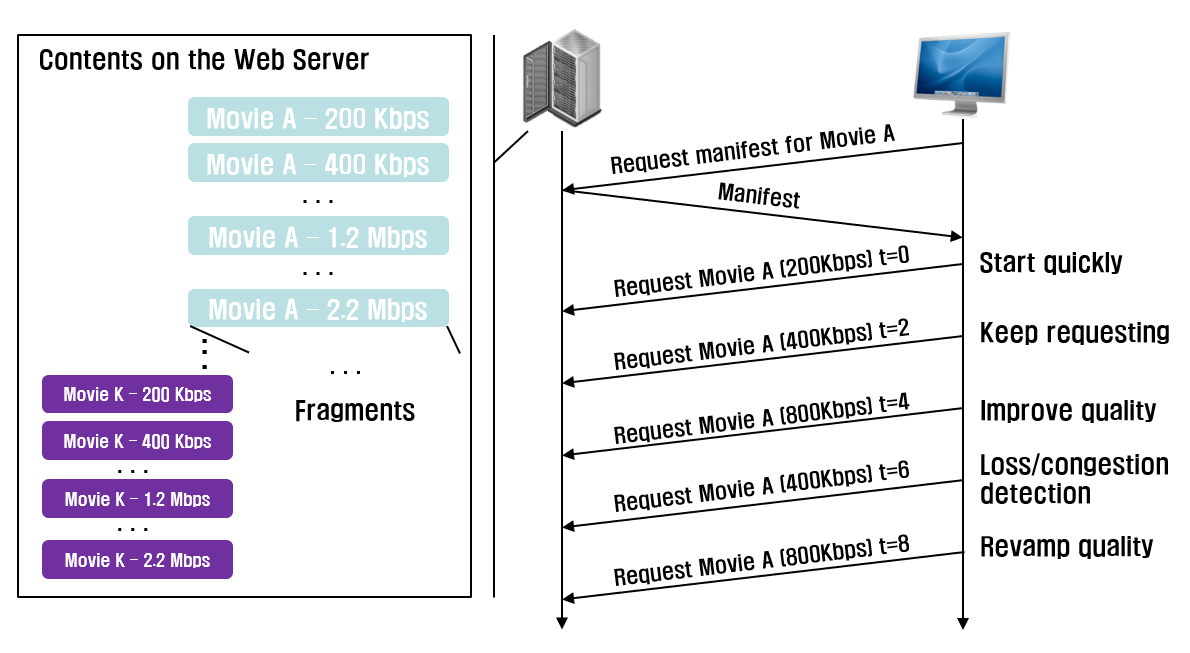 Contents on the Web Server
Movie A – 200 Kbps
Movie A – 400 Kbps
...
Movie A – 1.2 Mbps
...
Movie A – 2.2 Mbps
...
Movie K – 200 Kbps
Movie K – 400 Kbps
...
Movie K – 1.2 Mbps
...
Movie K – 2.2 Mbps
...
Fragments
Request manifest for Movie A
Manifest
Request Movie A (200Kbps) t=0
Start quickly
Request Movie A (400Kbps) t=2
Keep requesting
Request Movie A (800Kbps) t=4
Improve quality
Request Movie A (400Kbps) t=6
Loss/congestion
detection
Request Movie A (800Kbps) t=8
Revamp quality